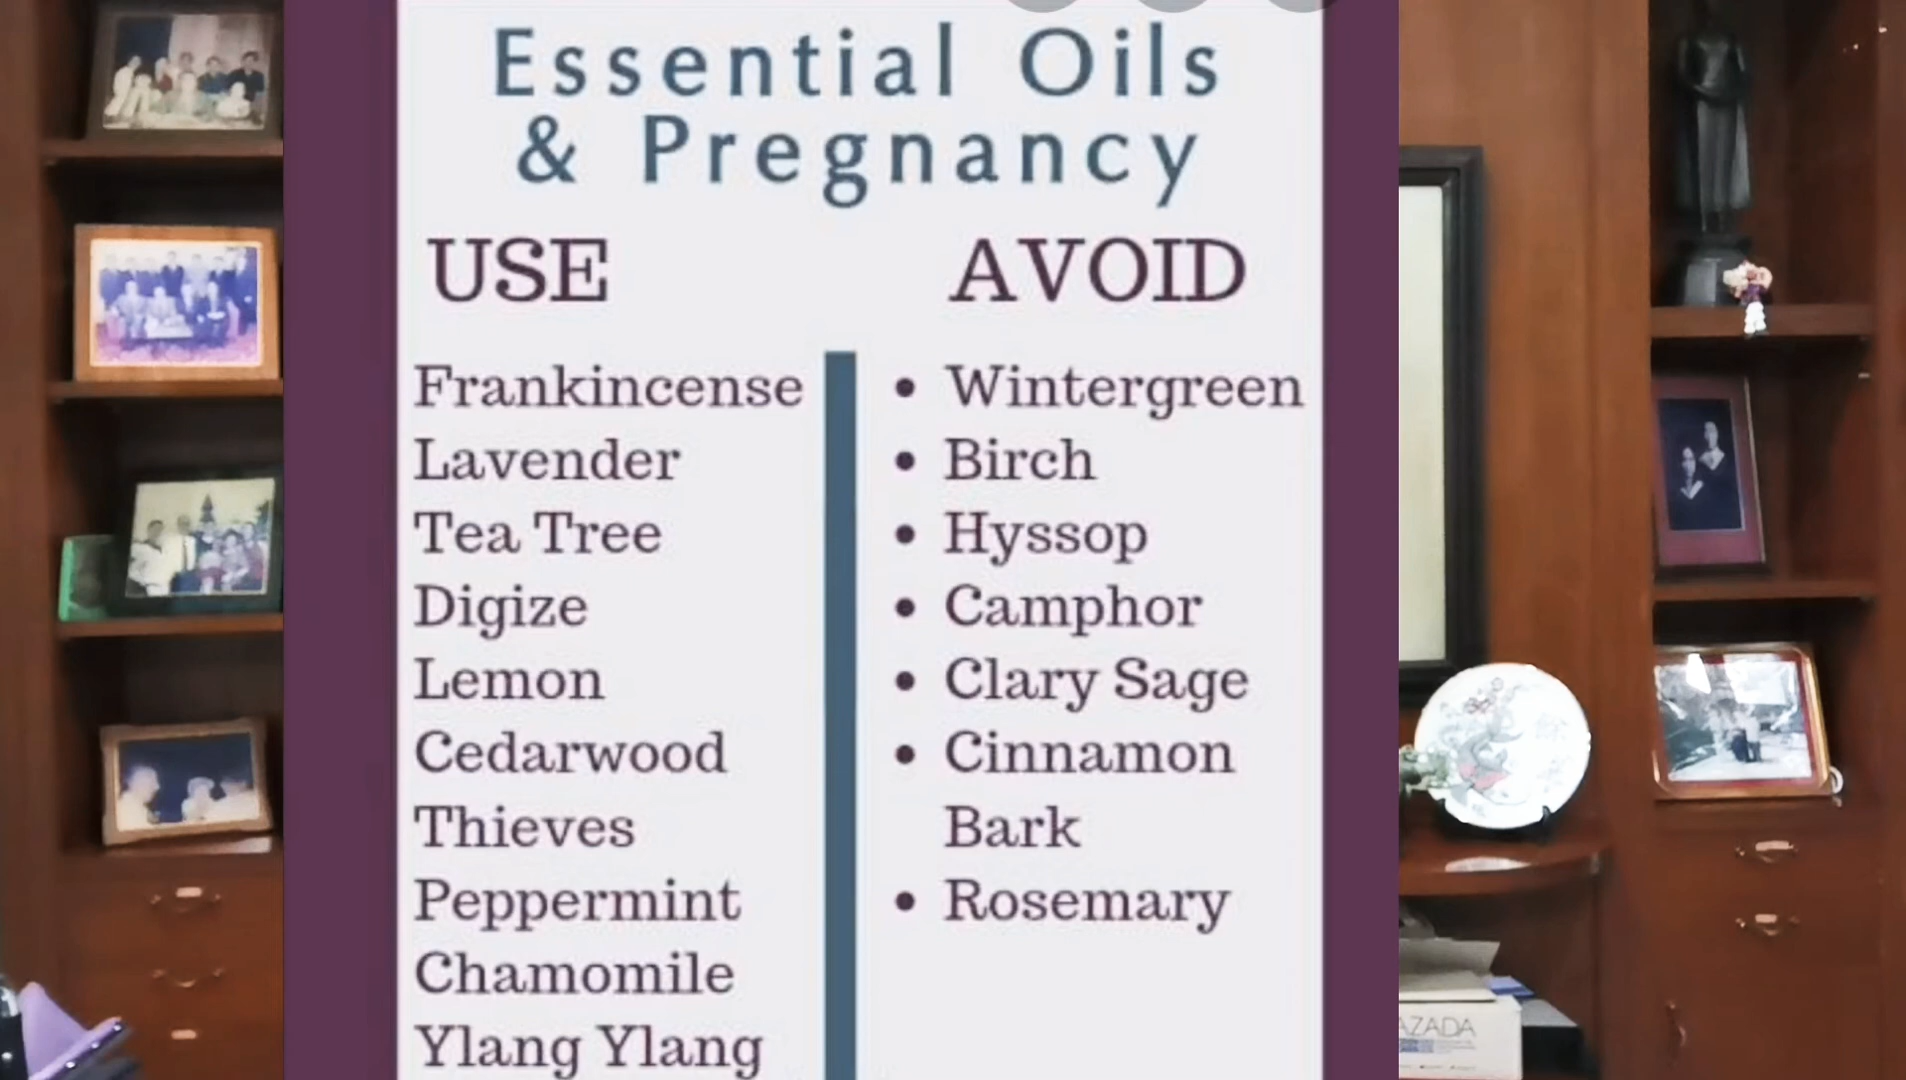 Essential Oils
& Pregnancy
USE
AVOID
Frankincense
Lavender
Tea Tree
Digize
Lemon
Cedarwood
Thieves
Peppermint
Chamomile
Ylang Ylang
• Wintergreen
• Birch
• Hyssop
• Camphor
• Clary Sage
• Cinnamon
Bark
• Rosemary
AZADA